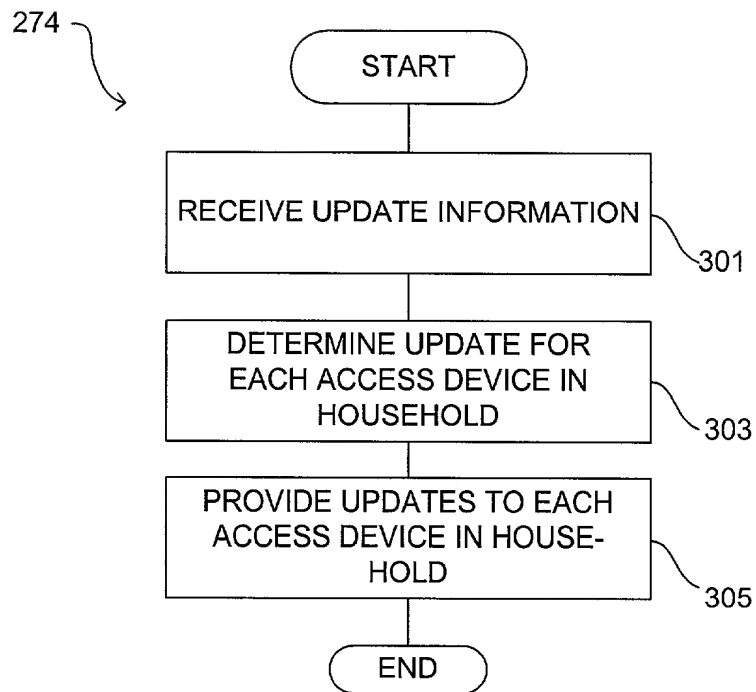 274
START
RECEIVE UPDATE INFORMATION
301
DETERMINE UPDATE FOR
EACH ACCESS DEVICE IN
HOUSEHOLD
303
PROVIDE UPDATES TO EACH
ACCESS DEVICE IN HOUSE-
HOLD
305
END